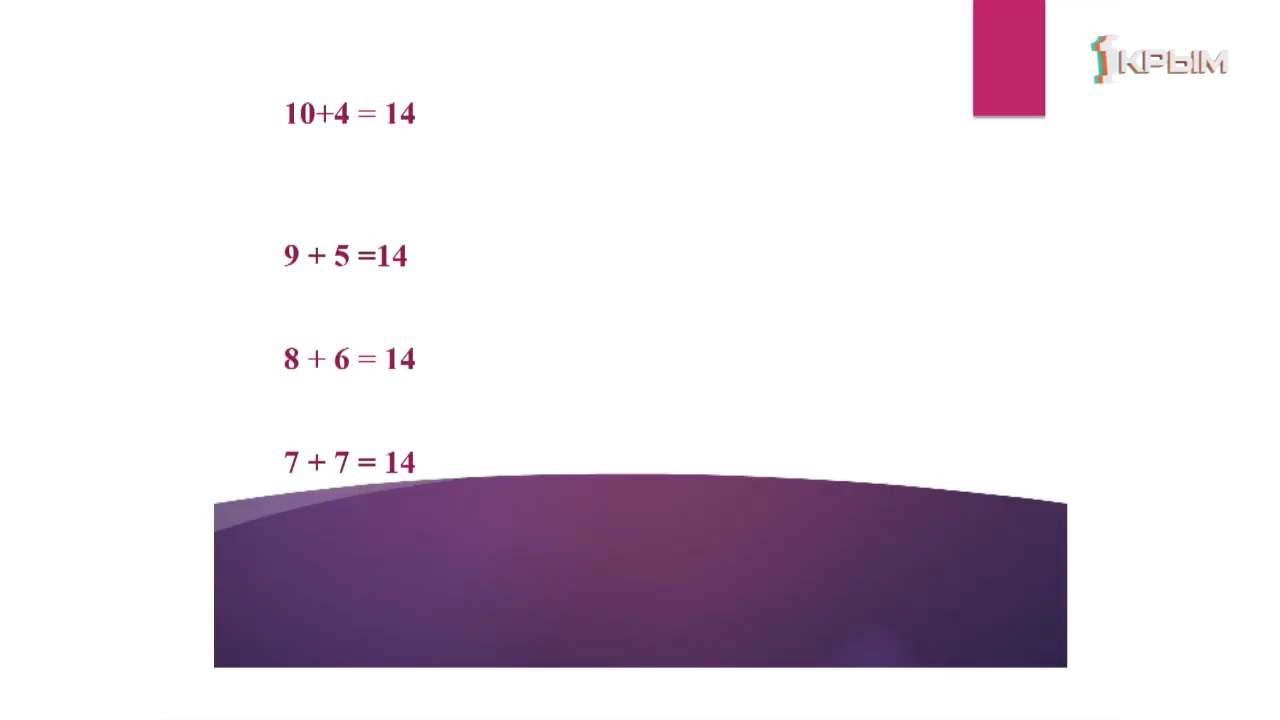 1КРЫМ
10+4 = 14
9 + 5 =14
8 + 6 = 14
7 + 7 = 14